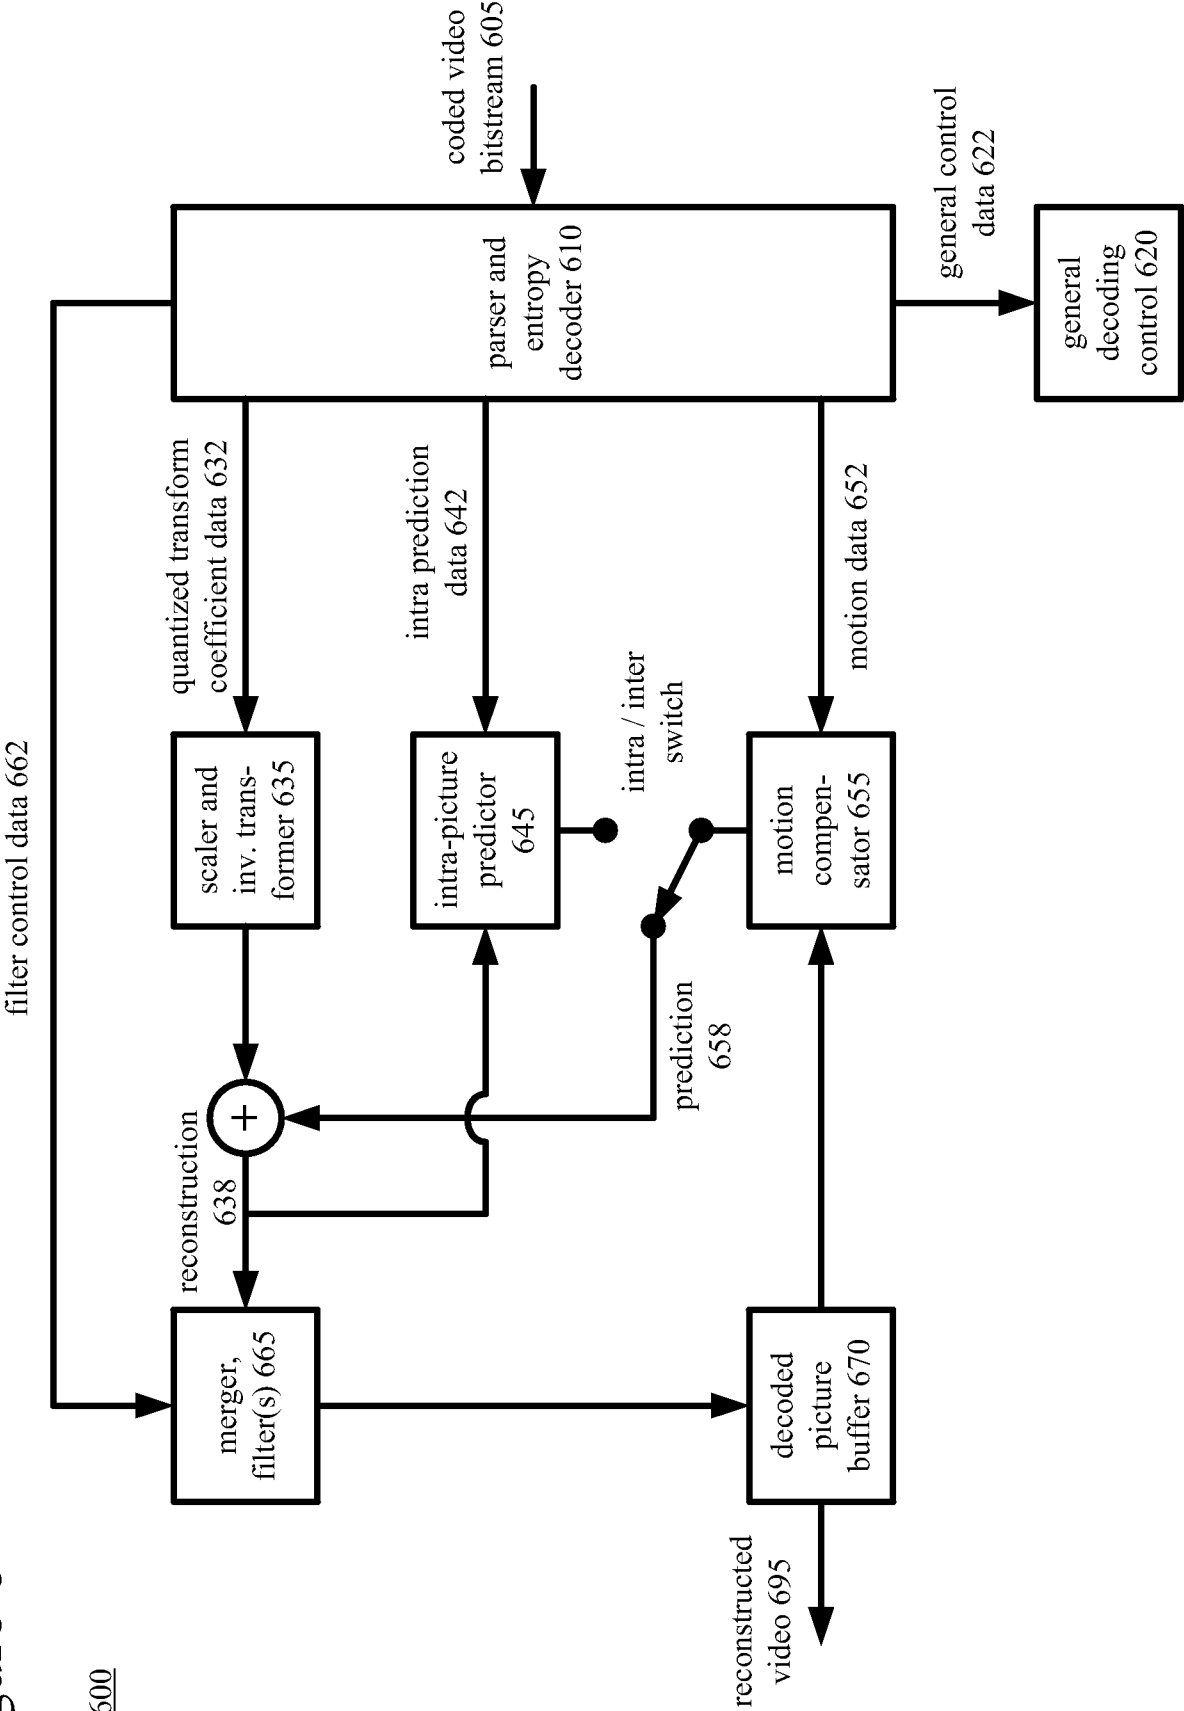 600
filter control data 662
merger,
filter(s) 665
reconstruction
638
+
scaler and
inv. trans-
former 635
quantized transform
coefficient data 632
intra-picture
predictor
645
intra prediction
data 642
parser and
entropy
decoder 610
coded video
bitstream 605
intra / inter
switch
prediction
658
reconstructed
video 695
decoded
picture
buffer 670
motion
compen-
sator 655
motion data 652
general control
data 622
general
decoding
control 620